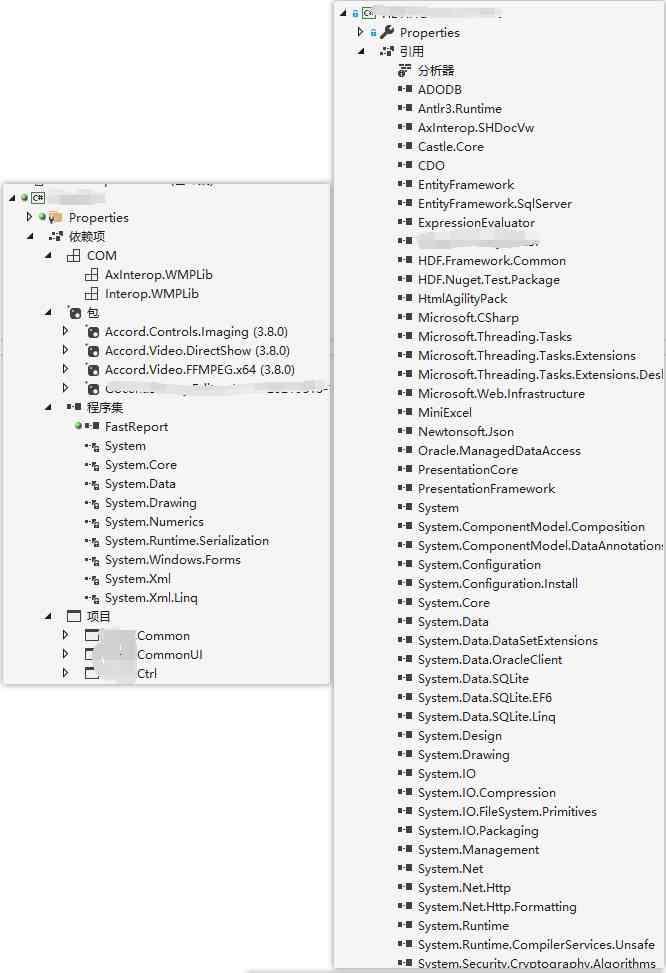 C#
Properties
依赖项
COM
AxInterop.WMPLib
Interop.WMPLib
包
Accord.Controls.Imaging (3.8.0)
Accord.Video.DirectShow (3.8.0)
Accord.Video.FFMPEG.x64 (3.8.0)
程序集
FastReport
System
System.Core
System.Data
System.Drawing
System.Numerics
System.Runtime.Serialization
System.Windows.Forms
System.Xml
System.Xml.Linq
项目
Common
CommonUI
Ctrl
C#
Properties
引用
分析器
ADODB
Antlr3.Runtime
AxInterop.SHDocVw
Castle.Core
CDO
EntityFramework
EntityFramework.SqlServer
ExpressionEvaluator
HDF.Framework.Common
HDF.Nuget.Test.Package
HtmlAgilityPack
Microsoft.CSharp
Microsoft.Threading.Tasks
Microsoft.Threading.Tasks.Extensions
Microsoft.Threading.Tasks.Extensions.Desk
Microsoft.Web.Infrastructure
MiniExcel
Newtonsoft.Json
Oracle.ManagedDataAccess
PresentationCore
PresentationFramework
System
System.ComponentModel.Composition
System.ComponentModel.DataAnnotations
System.Configuration
System.Configuration.Install
System.Core
System.Data
System.Data.DataSetExtensions
System.Data.OracleClient
System.Data.SQLite
System.Data.SQLite.EF6
System.Data.SQLite.Linq
System.Design
System.Drawing
System.IO
System.IO.Compression
System.IO.FileSystem.Primitives
System.IO.Packaging
System.Management
System.Net
System.Net.Http
System.Net.Http.Formatting
System.Runtime
System.Runtime.CompilerServices.Unsafe
System.Security.Cryptography.Algorithms